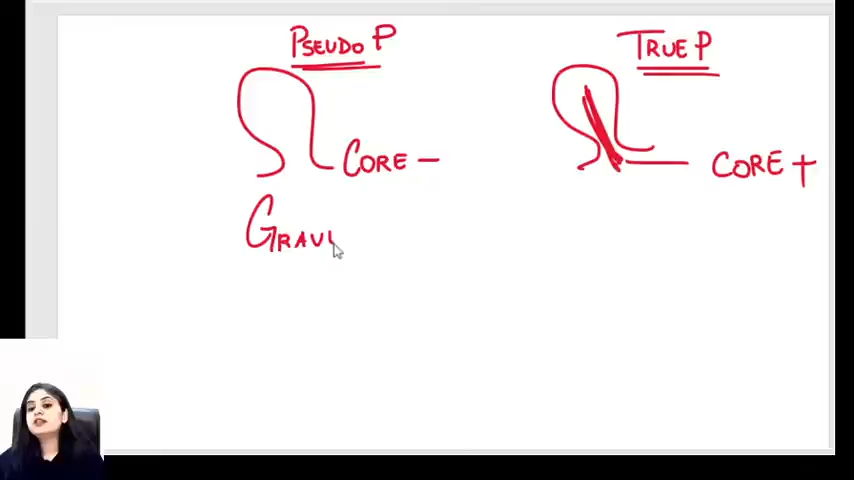 PSEUDO P
TRUE P
CORE –
CORE +
GRAVI